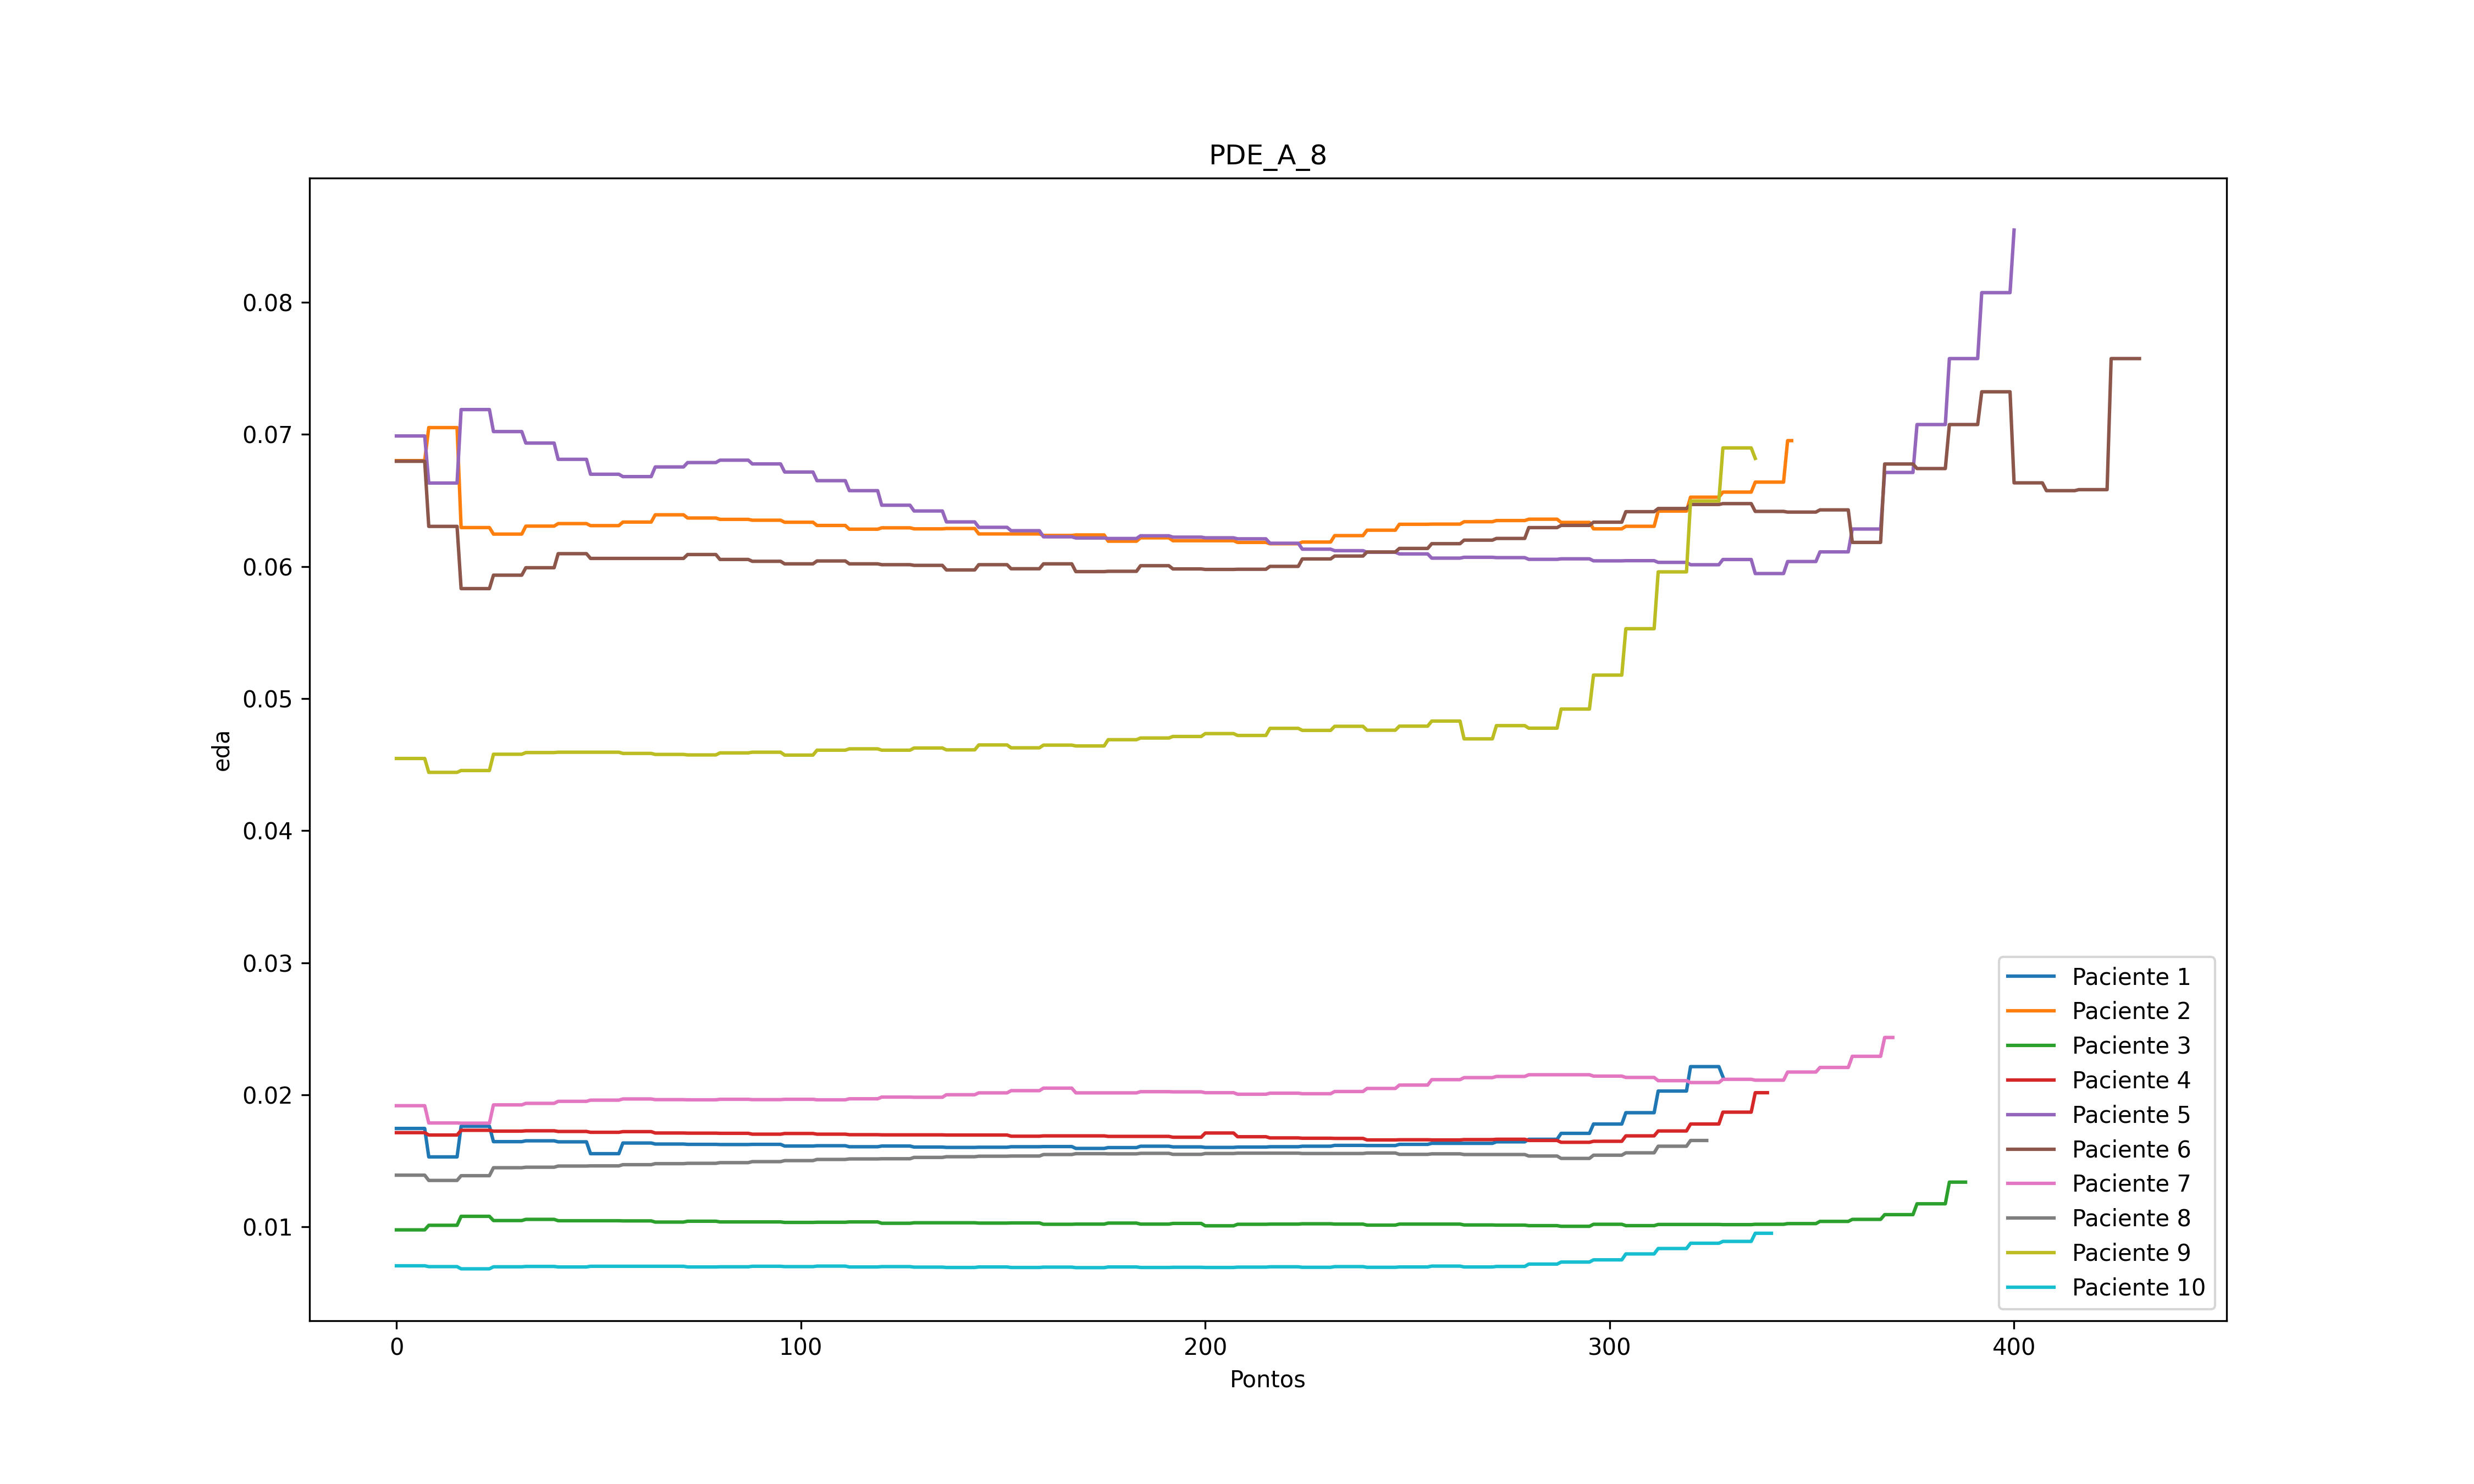 PDE_A_8
0.08
0.07
0.06
0.05
0.04
0.03
0.02
0.01
eda
0
100
200
300
400
Pontos
Paciente 1
Paciente 2
Paciente 3
Paciente 4
Paciente 5
Paciente 6
Paciente 7
Paciente 8
Paciente 9
Paciente 10